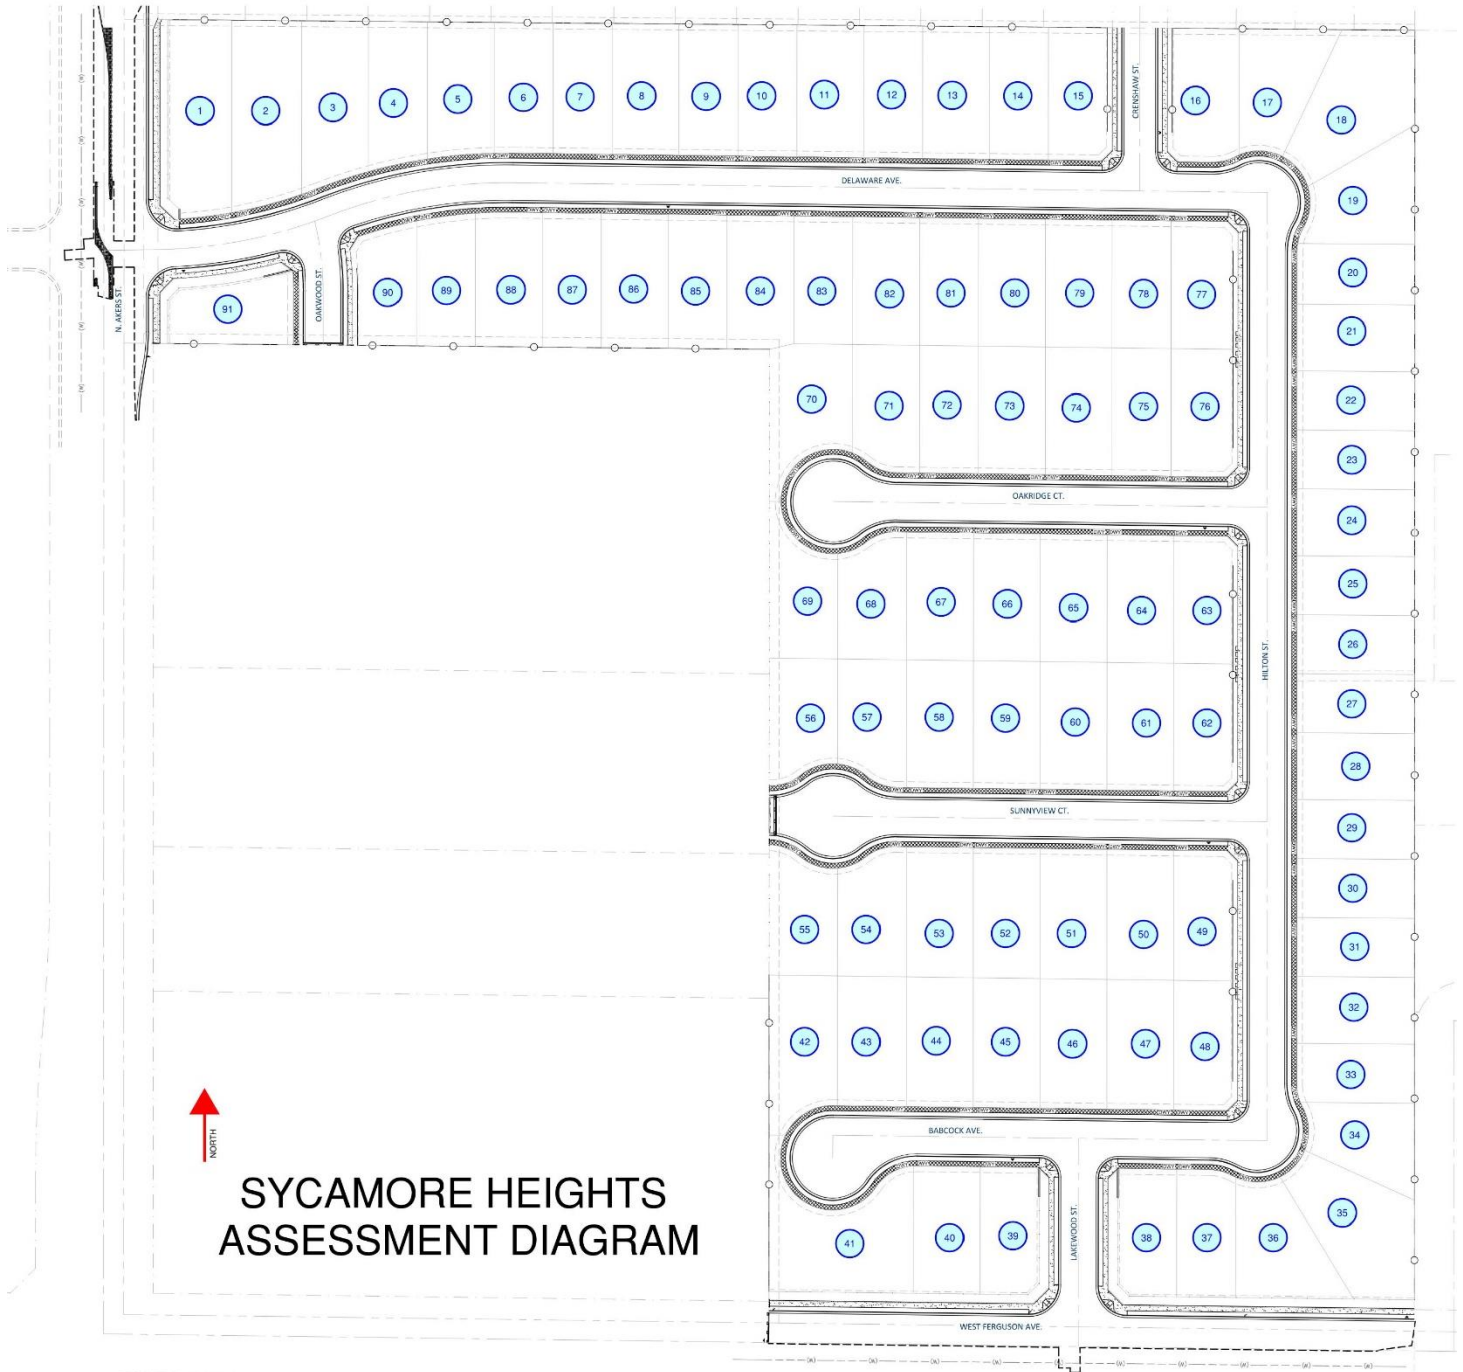 1 2 3 4 5 6 7 8 9 10 11 12 13 14 15 16 17 18
CRENSHAW ST.
DELAWARE AVE.
19
20
N. AKERS ST.
OAKWOOD ST.
91 90 89 88 87 86 85 84 83 82 81 80 79 78 77
21
70 71 72 73 74 75 76 22
23
OAKRIDGE CT.
24
25
69 68 67 66 65 64 63
HILTON ST.
26
56 57 58 59 60 61 62 27
28
SUNNYVIEW CT.
29
30
55 54 53 52 51 50 49 31
32
42 43 44 45 46 47 48 33
BABCOCK AVE.
34
NORTH
SYCAMORE HEIGHTS
ASSESSMENT DIAGRAM
LAKEWOOD ST.
41 40 39 38 37 36 35
WEST FERGUSON AVE.